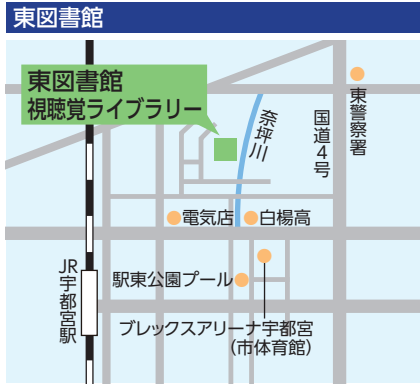 東図書館
東図書館
視聴覚ライブラリー
奈坪川
国道4号
東警察署
電気店
白楊高
JR宇都宮駅
駅東公園プール
ブレックスアリーナ宇都宮
(市体育館)